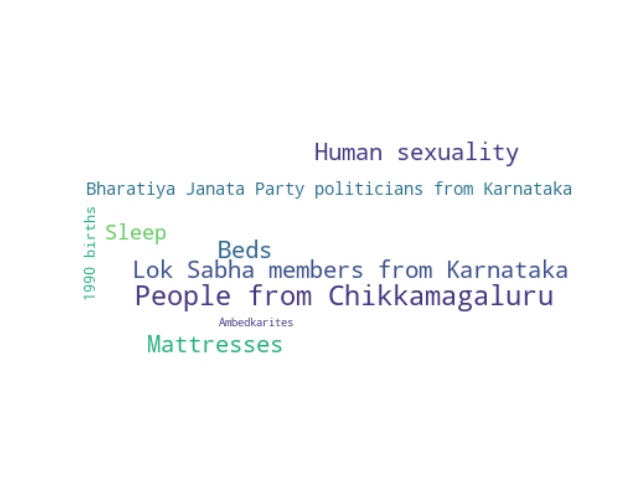 Human sexuality
Bharatiya Janata Party politicians from Karnataka
1990 births
Sleep
Beds
Lok Sabha members from Karnataka
People from Chikkamagaluru
Ambedkarites
Mattresses